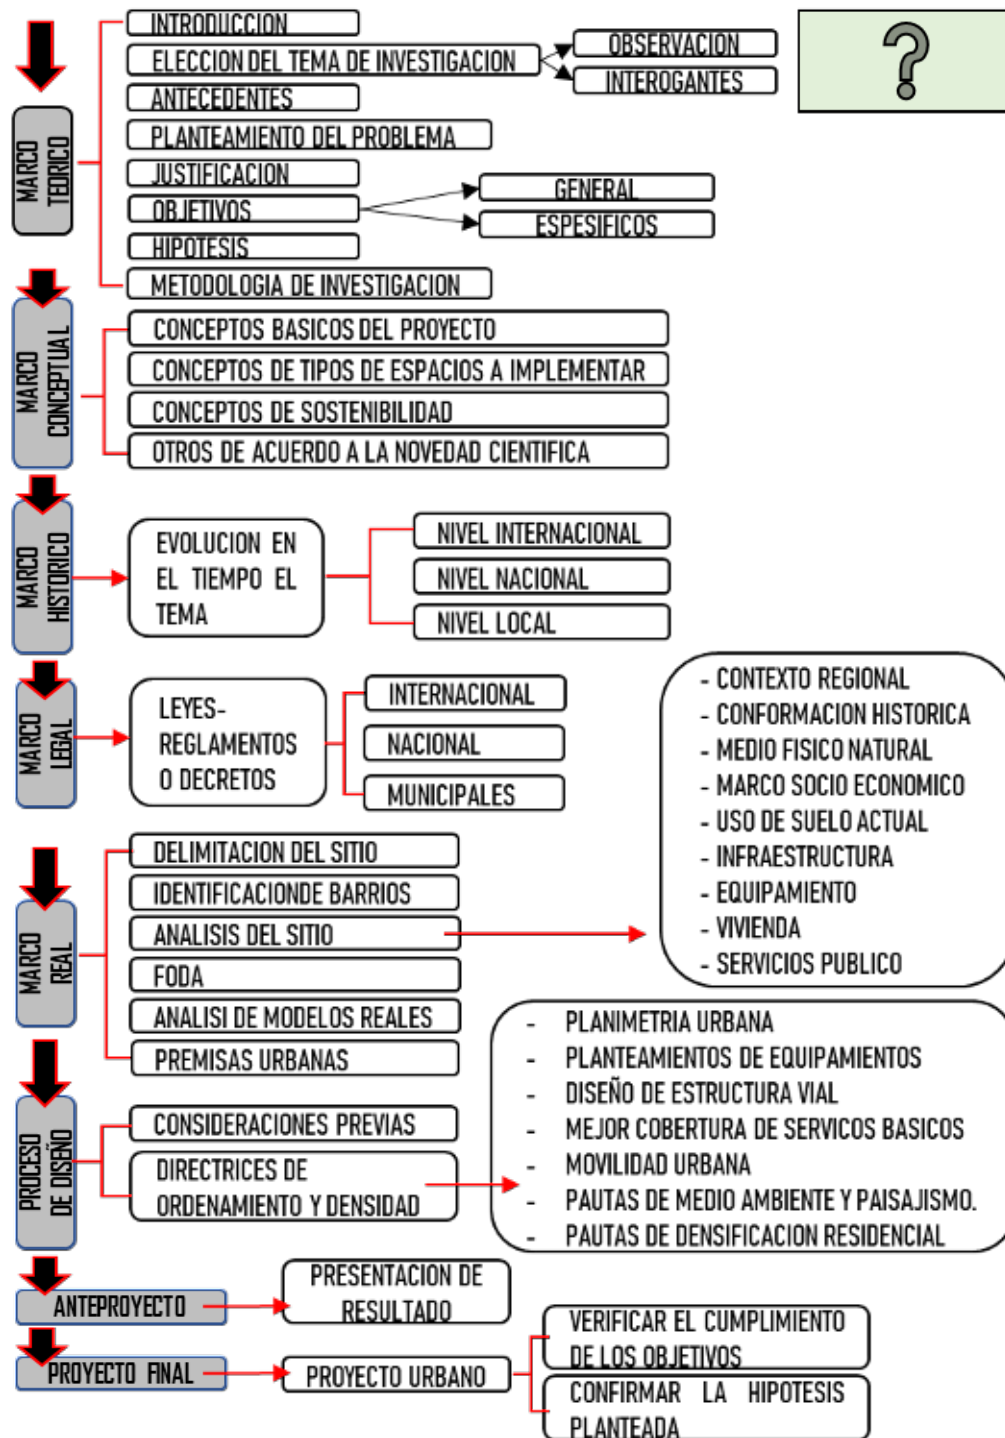 INTRODUCCION
ELECCION DEL TEMA DE INVESTIGACION
OBSERVACION
INTEROGANTES
?
ANTECEDENTES
PLANTEAMIENTO DEL PROBLEMA
JUSTIFICACION
OBJETIVOS
GENERAL
ESPESIFICOS
HIPOTESIS
METODOLOGIA DE INVESTIGACION
MARCO
TEORICO
CONCEPTOS BASICOS DEL PROYECTO
CONCEPTOS DE TIPOS DE ESPACIOS A IMPLEMENTAR
CONCEPTOS DE SOSTENIBILIDAD
OTROS DE ACUERDO A LA NOVEDAD CIENTIFICA
MARCO
CONCEPTUAL
MARCO
HISTORICO
EVOLUCION EN
EL TIEMPO EL
TEMA
NIVEL INTERNACIONAL
NIVEL NACIONAL
NIVEL LOCAL
MARCO
LEGAL
LEYES-
REGLAMENTOS
O DECRETOS
INTERNACIONAL
NACIONAL
MUNICIPALES
MARCO
REAL
DELIMITACION DEL SITIO
IDENTIFICACIONDE BARRIOS
ANALISIS DEL SITIO
FODA
ANALISI DE MODELOS REALES
PREMISAS URBANAS
- CONTEXTO REGIONAL
- CONFORMACION HISTORICA
- MEDIO FISICO NATURAL
- MARCO SOCIO ECONOMICO
- USO DE SUELO ACTUAL
- INFRAESTRUCTURA
- EQUIPAMIENTO
- VIVIENDA
- SERVICIOS PUBLICO
PROCESO
DE DISEÑO
CONSIDERACIONES PREVIAS
DIRECTRICES DE
ORDENAMIENTO Y DENSIDAD
- PLANIMETRIA URBANA
- PLANTEAMIENTOS DE EQUIPAMIENTOS
- DISEÑO DE ESTRUCTURA VIAL
- MEJOR COBERTURA DE SERVICOS BASICOS
- MOVILIDAD URBANA
- PAUTAS DE MEDIO AMBIENTE Y PAISAJISMO.
- PAUTAS DE DENSIFICACION RESIDENCIAL
ANTEPROYECTO
PRESENTACION DE
RESULTADO
PROYECTO FINAL
PROYECTO URBANO
VERIFICAR EL CUMPLIMIENTO
DE LOS OBJETIVOS
CONFIRMAR LA HIPOTESIS
PLANTEADA